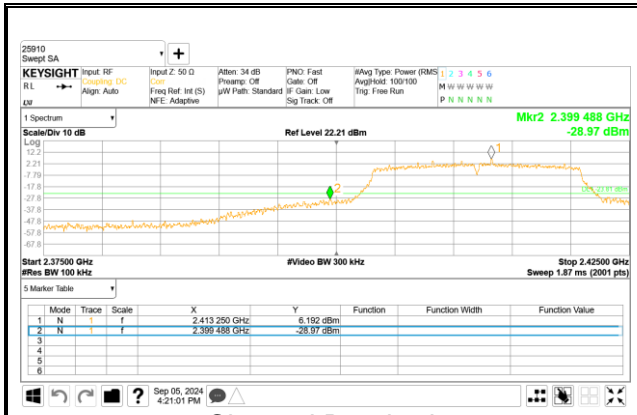 25910
Swept SA
KEYSIGHT Input: RF Input Z: 50 Ω Atten: 34 dB PNO: Fast #Avg Type: Power (RMS 1 2 3 4 5 6
RL Coupling: DC Corr Preamp: Off Gate: Off Avg|Hold: 100/100 M W W W W W
Align: Auto Freq Ref: Int (S) µW Path: Standard IF Gain: Low Trig: Free Run
NFE: Adaptive Sig Track: Off P N N N N N
1 Spectrum Mkr2 2.399 488 GHz
Scale/Div 10 dB Ref Level 22.21 dBm -28.97 dBm
Log
12.2
2.21
-7.79
-17.8
-27.8
-37.8
-47.8
-57.8
-67.8
1
2
Start 2.37500 GHz #Video BW 300 kHz Stop 2.42500 GHz
#Res BW 100 kHz Sweep 1.87 ms (2001 pts)
5 Marker Table
Mode Trace Scale X Y Function Function Width Function Value
1 N 1 f 2.413 250 GHz 6.192 dBm
2 N 1 f 2.399 488 GHz -28.97 dBm
3
4
5
6
? Sep 05, 2024
4:21:01 PM